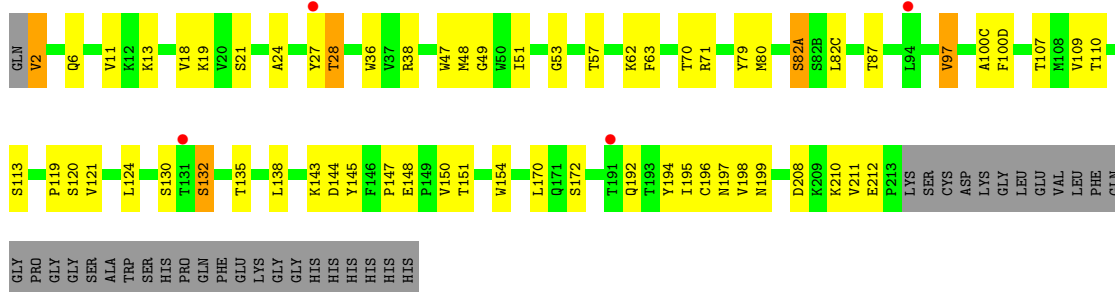 GLN V2 Q6 V11 K12 K13 V18 K19 V20 S21 A24 Y27 T28 W36 V37 R38 W47 M48 G49 W50 I51 G53 T57 K62 F63 T70 R71 Y79 M80 S82A S82B L82C T87 L94 V97 A100C F100D T107 M108 V109 T110
S113 P119 S120 V121 L124 S130 T131 S132 T135 L138 K143 D144 Y145 F146 P147 E148 P149 V150 T151 W154 L170 Q171 S172 T191 Q192 T193 Y194 I195 C196 N197 V198 N199 D208 K209 K210 V211 E212 P213 LYS SER CYS ASP LYS GLY LEU GLU VAL LEU PHE GLN
GLY PRO GLY GLY SER ALA TRP SER HIS PRO GLN PHE GLU LYS GLY GLY HIS HIS HIS HIS HIS HIS